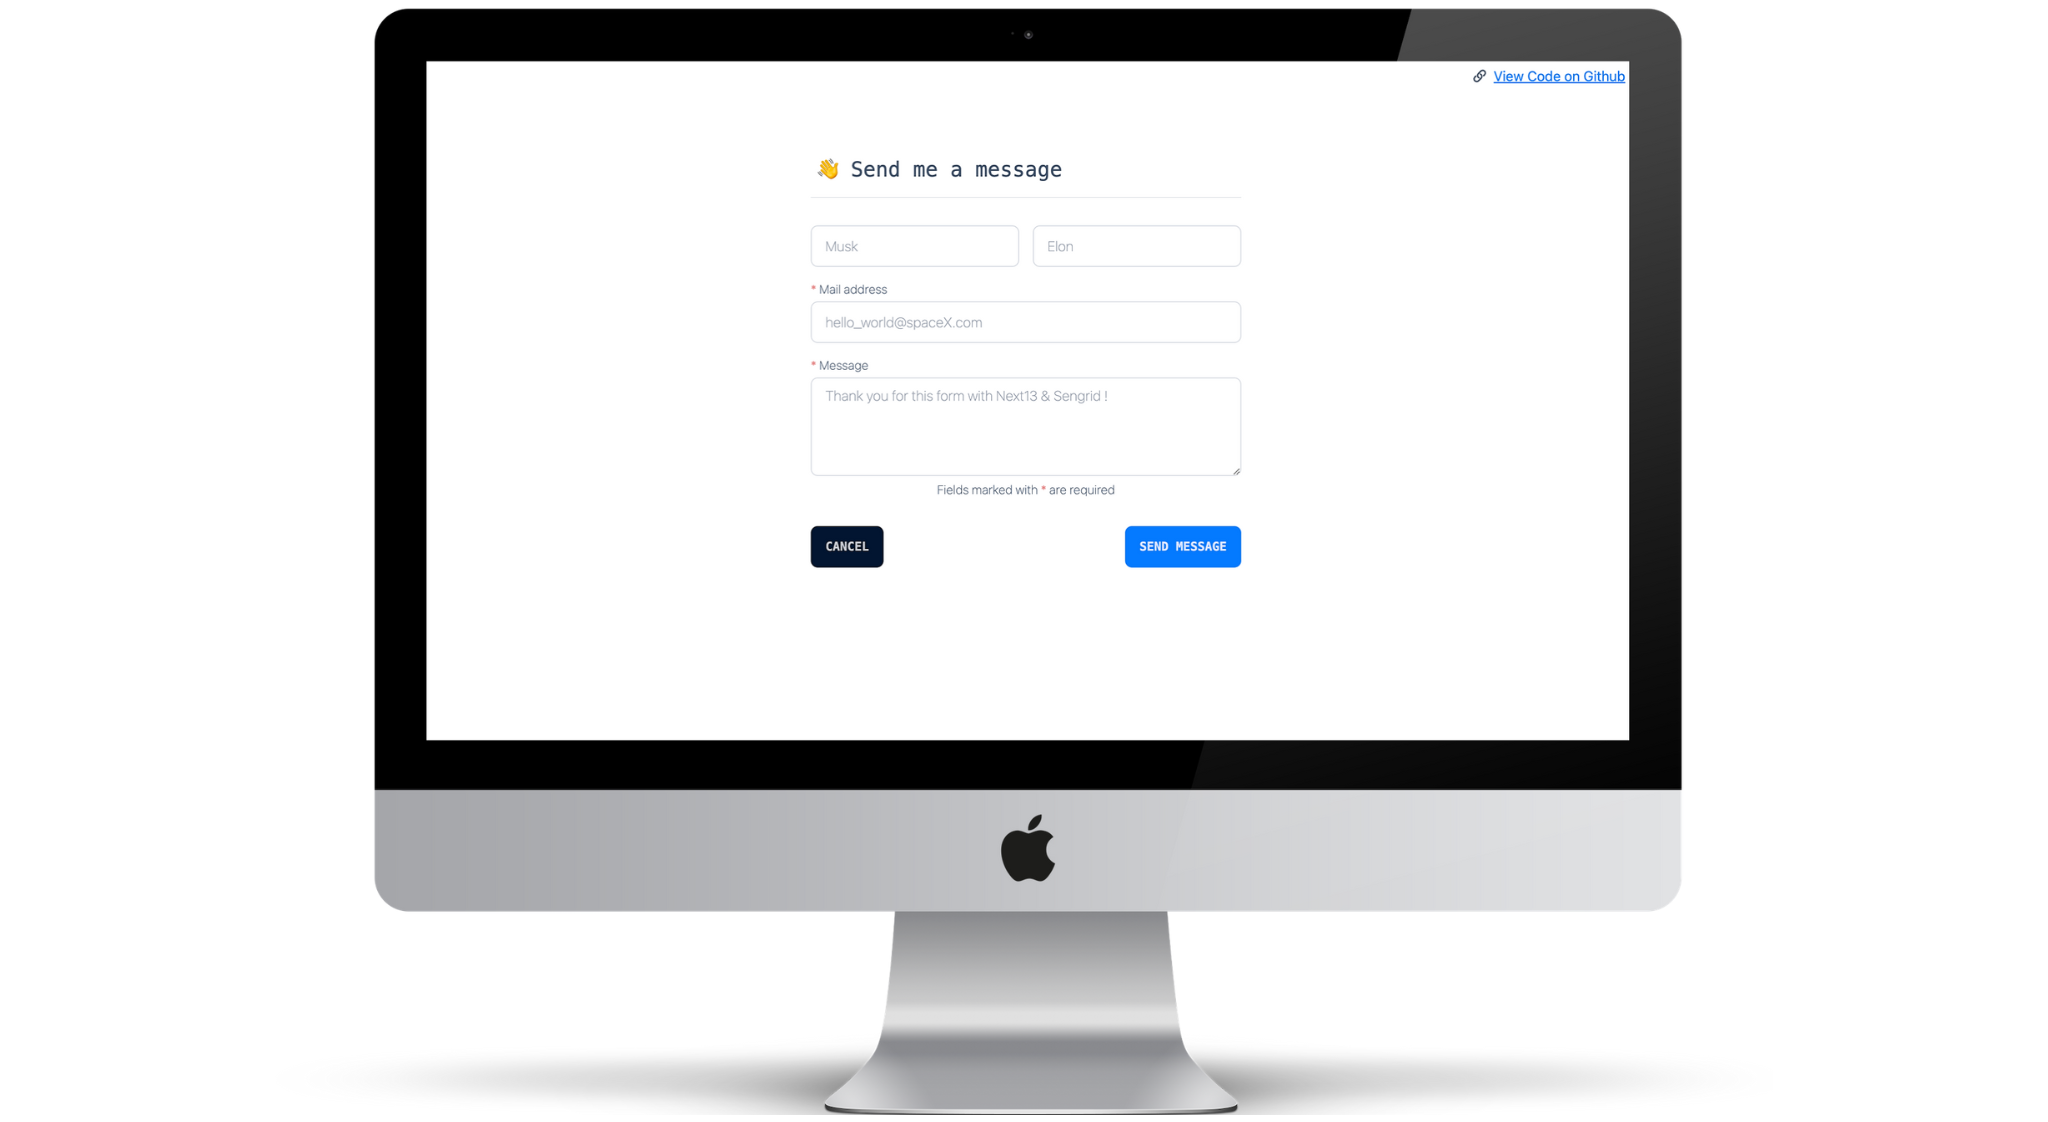 View Code on Github
👋 Send me a message
Musk
Elon
* Mail address
hello_world@spaceX.com
* Message
Thank you for this form with Next13 & Sengrid !
Fields marked with * are required
CANCEL
SEND MESSAGE